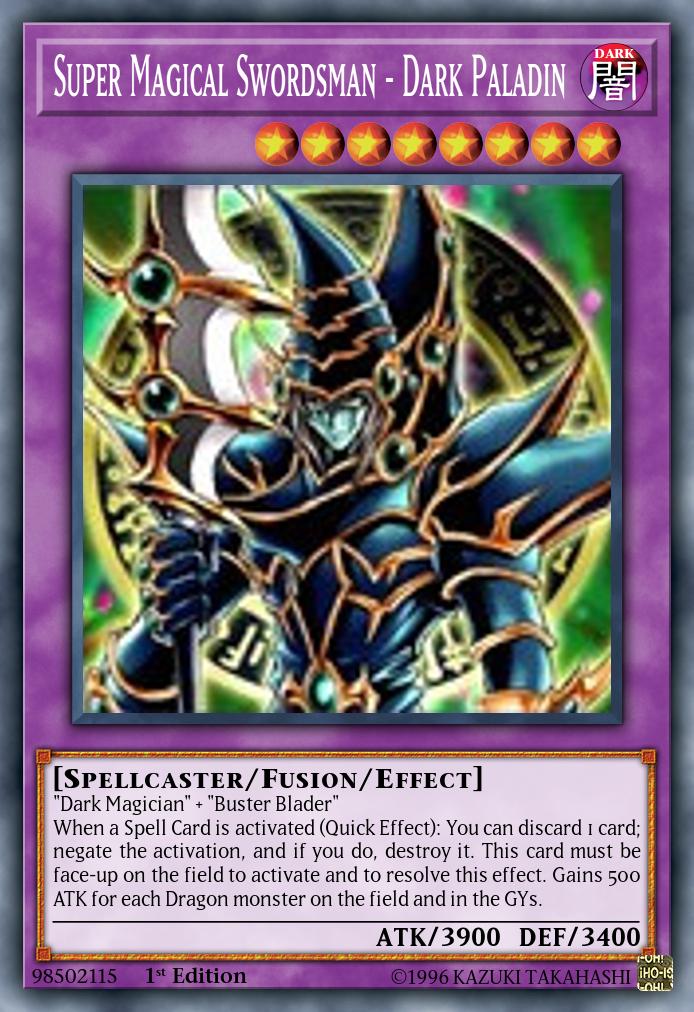 SUPER MAGICAL SWORDSMAN - DARK PALADIN
DARK
闇
[SPELLCASTER/FUSION/EFFECT]
"Dark Magician" + "Buster Blader"
When a Spell Card is activated (Quick Effect): You can discard 1 card;
negate the activation, and if you do, destroy it. This card must be
face-up on the field to activate and to resolve this effect. Gains 500
ATK for each Dragon monster on the field and in the GYs.
ATK/3900 DEF/3400
98502115 1st Edition ©1996 KAZUKI TAKAHASHI